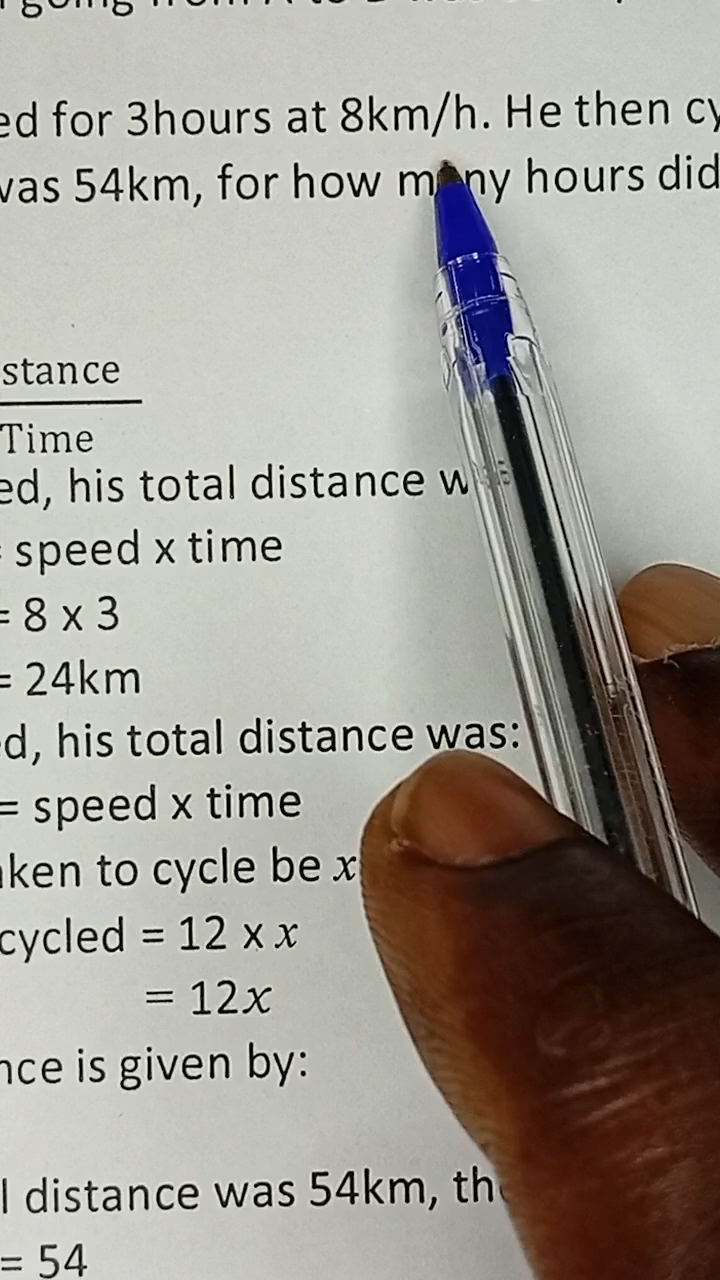 ed for 3hours at 8km/h. He then cy
was 54km, for how many hours did
stance
Time
ed, his total distance w
= speed x time
= 8 x 3
= 24km
d, his total distance was:
= speed x time
ken to cycle be x
cycled = 12 x x
= 12x
nce is given by:
l distance was 54km, the
= 54